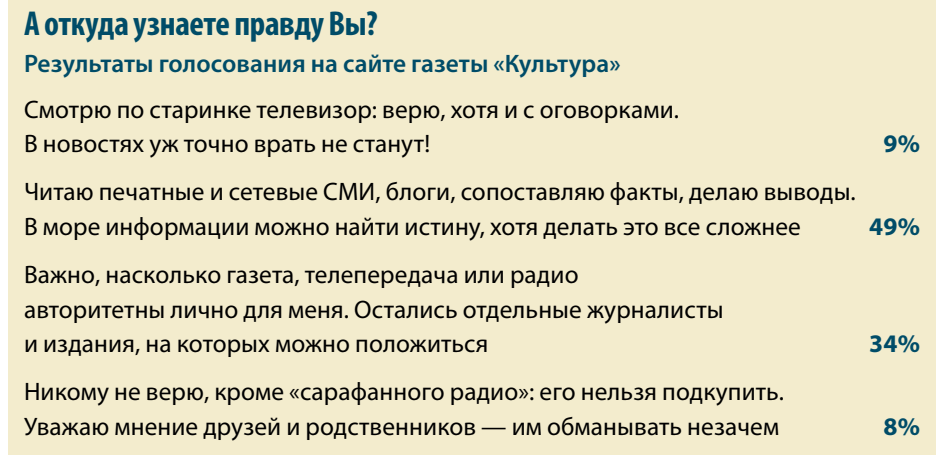 А откуда узнаете правду Вы?
Результаты голосования на сайте газеты «Культура»
Смотрю по старинке телевизор: верю, хотя и с оговорками.
В новостях уж точно врать не станут! 9%
Читаю печатные и сетевые СМИ, блоги, сопоставляю факты, делаю выводы.
В море информации можно найти истину, хотя делать это все сложнее 49%
Важно, насколько газета, телепередача или радио
авторитетны лично для меня. Остались отдельные журналисты
и издания, на которых можно положиться 34%
Никому не верю, кроме «сарафанного радио»: его нельзя подкупить.
Уважаю мнение друзей и родственников — им обманывать незачем 8%